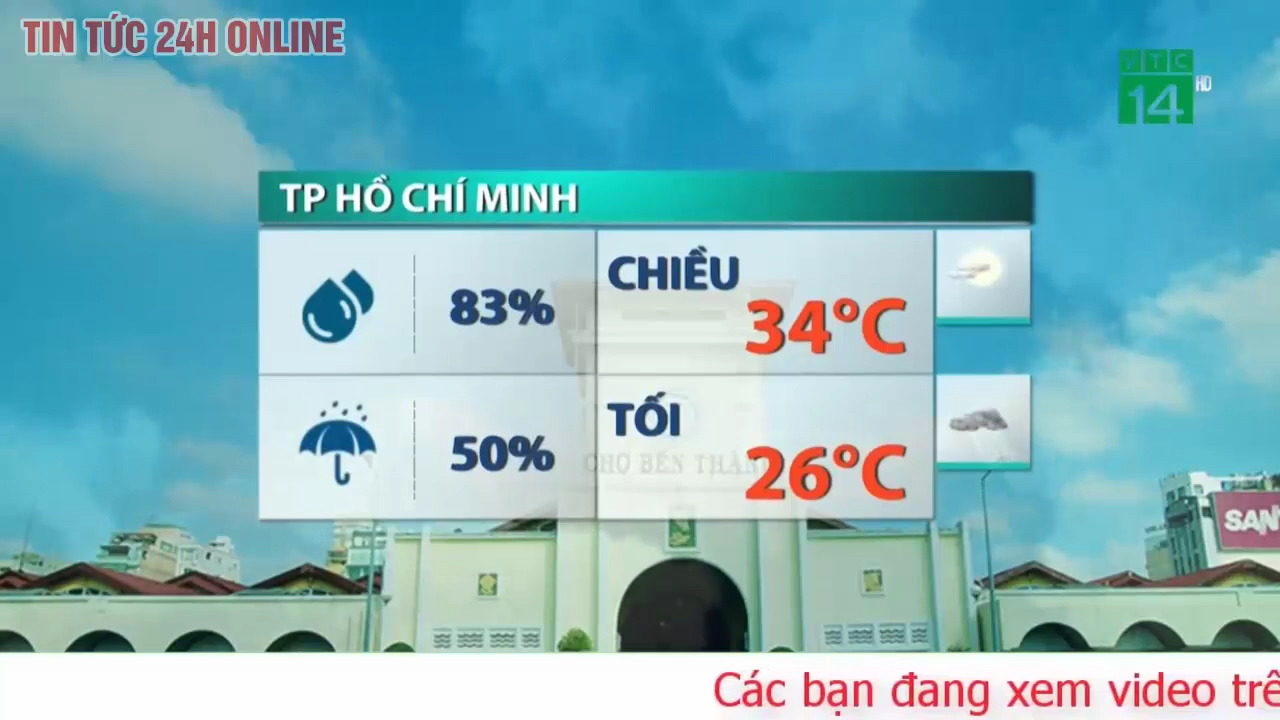 TIN TỨC 24H ONLINE
VTC
14 HD
TP HỒ CHÍ MINH
83%
CHIỀU
34°C
50%
TỐI
26°C
CHỢ BẾN THÀN
SAN
Các bạn đang xem video trê